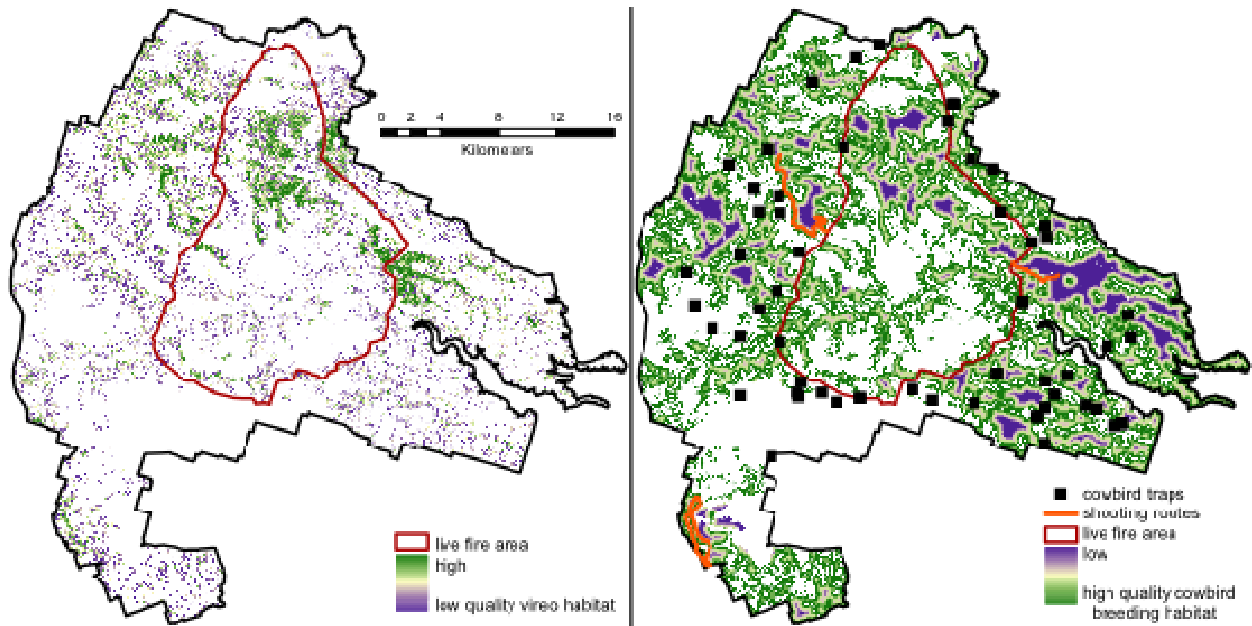 0 2 4 8 12 16
Kilometers
live fire area
high
low quality vireo habitat
cowbird traps
shooting routes
live fire area
low
high quality cowbird
breeding habitat